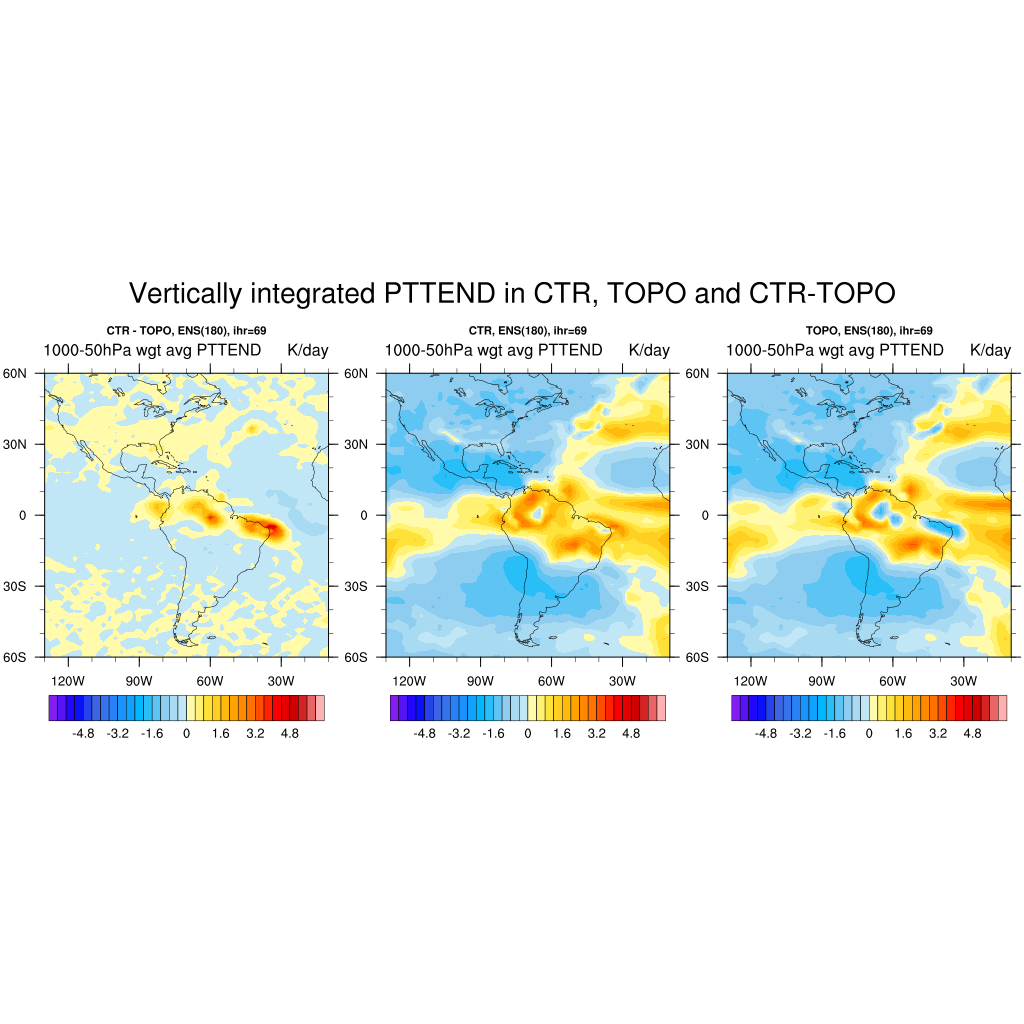 Vertically integrated PTTEND in CTR, TOPO and CTR-TOPO
CTR - TOPO, ENS(180), ihr=69
1000-50hPa wgt avg PTTEND K/day
60N
30N
0
30S
60S
120W 90W 60W 30W
-4.8 -3.2 -1.6 0 1.6 3.2 4.8
CTR, ENS(180), ihr=69
1000-50hPa wgt avg PTTEND K/day
60N
30N
0
30S
60S
120W 90W 60W 30W
-4.8 -3.2 -1.6 0 1.6 3.2 4.8
TOPO, ENS(180), ihr=69
1000-50hPa wgt avg PTTEND K/day
60N
30N
0
30S
60S
120W 90W 60W 30W
-4.8 -3.2 -1.6 0 1.6 3.2 4.8